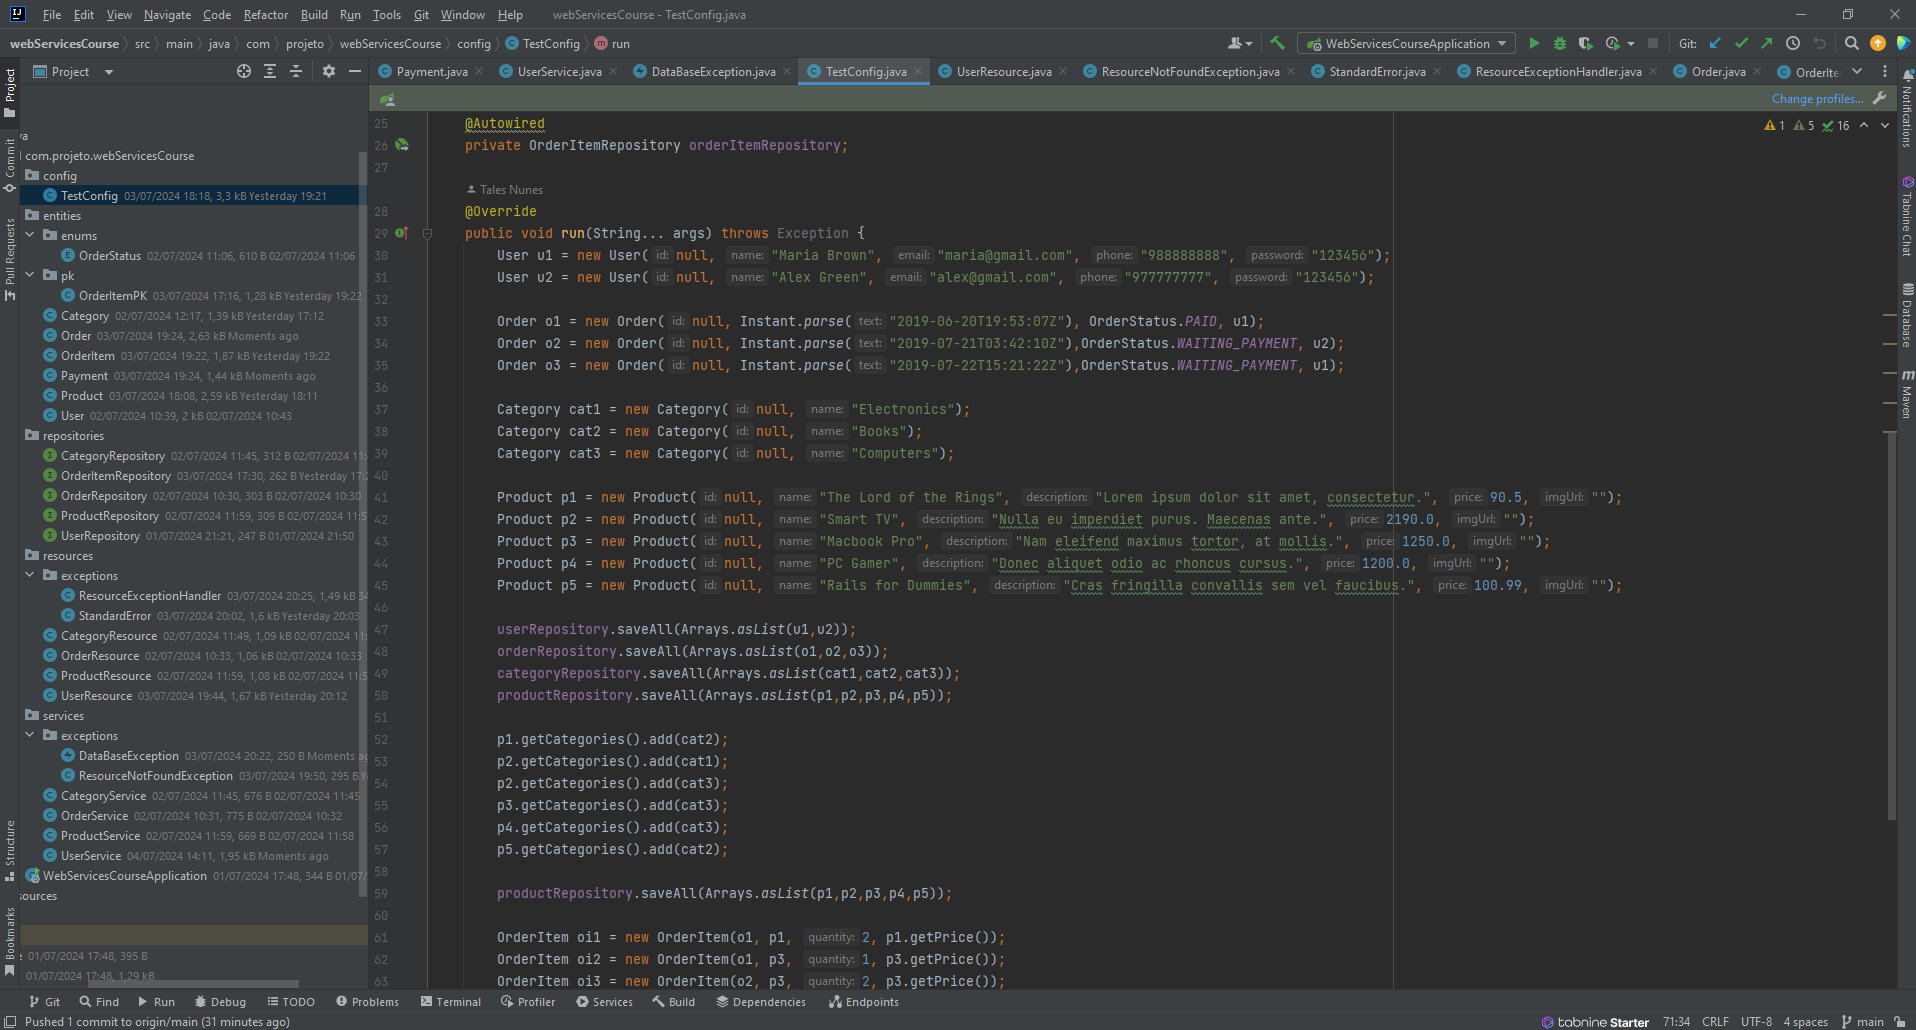 File Edit View Navigate Code Refactor Build Run Tools Git Window Help webServicesCourse - TestConfig.java
webServicesCourse src main java com projeto webServicesCourse config TestConfig run WebServicesCourseApplication Git:
Project Payment.java UserService.java DataBaseException.java TestConfig.java UserResource.java ResourceNotFoundException.java StandardError.java ResourceExceptionHandler.java Order.java OrderIte
Change profiles...
1 5 16
com.projeto.webServicesCourse
config
TestConfig 03/07/2024 18:18, 3,3 kB Yesterday 19:21
entities
enums
OrderStatus 02/07/2024 11:06, 610 B 02/07/2024 11:06
pk
OrderItemPK 03/07/2024 17:16, 1,28 kB Yesterday 19:22
Category 02/07/2024 12:17, 1,39 kB Yesterday 17:12
Order 03/07/2024 19:24, 2,63 kB Moments ago
OrderItem 03/07/2024 19:22, 1,87 kB Yesterday 19:22
Payment 03/07/2024 19:24, 1,44 kB Moments ago
Product 03/07/2024 18:08, 2,59 kB Yesterday 18:11
User 02/07/2024 10:39, 2 kB 02/07/2024 10:43
repositories
CategoryRepository 02/07/2024 11:45, 312 B 02/07/2024 11:
OrderItemRepository 03/07/2024 17:30, 262 B Yesterday 17:
OrderRepository 02/07/2024 10:30, 303 B 02/07/2024 10:30
ProductRepository 02/07/2024 11:59, 309 B 02/07/2024 11:5
UserRepository 01/07/2024 21:21, 247 B 01/07/2024 21:50
resources
exceptions
ResourceExceptionHandler 03/07/2024 20:25, 1,49 kB
StandardError 03/07/2024 20:02, 1,6 kB Yesterday 20:03
CategoryResource 02/07/2024 11:49, 1,09 kB 02/07/2024 11:
OrderResource 02/07/2024 10:33, 1,06 kB 02/07/2024 10:33
ProductResource 02/07/2024 11:59, 1,08 kB 02/07/2024 11:5
UserResource 03/07/2024 19:44, 1,67 kB Yesterday 20:12
services
exceptions
DataBaseException 03/07/2024 20:22, 250 B Moments ag
ResourceNotFoundException 03/07/2024 19:50, 295 B
CategoryService 02/07/2024 11:45, 676 B 02/07/2024 11:45
OrderService 02/07/2024 10:31, 775 B 02/07/2024 10:32
ProductService 02/07/2024 11:59, 669 B 02/07/2024 11:58
UserService 04/07/2024 14:11, 1,95 kB Moments ago
WebServicesCourseApplication 01/07/2024 17:48, 344 B 01/07/
sources
01/07/2024 17:48, 395 B
01/07/2024 17:48, 1,29 kB
25 @Autowired
26 private OrderItemRepository orderItemRepository;
27
Tales Nunes
28 @Override
29 public void run(String... args) throws Exception {
30 User u1 = new User( id: null, name: "Maria Brown", email: "maria@gmail.com", phone: "988888888", password: "123456");
31 User u2 = new User( id: null, name: "Alex Green", email: "alex@gmail.com", phone: "977777777", password: "123456");
32
33 Order o1 = new Order( id: null, Instant.parse( text: "2019-06-20T19:53:07Z"), OrderStatus.PAID, u1);
34 Order o2 = new Order( id: null, Instant.parse( text: "2019-07-21T03:42:10Z"),OrderStatus.WAITING_PAYMENT, u2);
35 Order o3 = new Order( id: null, Instant.parse( text: "2019-07-22T15:21:22Z"),OrderStatus.WAITING_PAYMENT, u1);
36
37 Category cat1 = new Category( id: null, name: "Electronics");
38 Category cat2 = new Category( id: null, name: "Books");
39 Category cat3 = new Category( id: null, name: "Computers");
40
41 Product p1 = new Product( id: null, name: "The Lord of the Rings", description: "Lorem ipsum dolor sit amet, consectetur.", price: 90.5, imgUrl: "");
42 Product p2 = new Product( id: null, name: "Smart TV", description: "Nulla eu imperdiet purus. Maecenas ante.", price: 2190.0, imgUrl: "");
43 Product p3 = new Product( id: null, name: "Macbook Pro", description: "Nam eleifend maximus tortor, at mollis.", price: 1250.0, imgUrl: "");
44 Product p4 = new Product( id: null, name: "PC Gamer", description: "Donec aliquet odio ac rhoncus cursus.", price: 1200.0, imgUrl: "");
45 Product p5 = new Product( id: null, name: "Rails for Dummies", description: "Cras fringilla convallis sem vel faucibus.", price: 100.99, imgUrl: "");
46
47 userRepository.saveAll(Arrays.asList(u1,u2));
48 orderRepository.saveAll(Arrays.asList(o1,o2,o3));
49 categoryRepository.saveAll(Arrays.asList(cat1,cat2,cat3));
50 productRepository.saveAll(Arrays.asList(p1,p2,p3,p4,p5));
51
52 p1.getCategories().add(cat2);
53 p2.getCategories().add(cat1);
54 p2.getCategories().add(cat3);
55 p3.getCategories().add(cat3);
56 p4.getCategories().add(cat3);
57 p5.getCategories().add(cat2);
58
59 productRepository.saveAll(Arrays.asList(p1,p2,p3,p4,p5));
60
61 OrderItem oi1 = new OrderItem(o1, p1, quantity: 2, p1.getPrice());
62 OrderItem oi2 = new OrderItem(o1, p3, quantity: 1, p3.getPrice());
63 OrderItem oi3 = new OrderItem(o2, p3, quantity: 2, p3.getPrice());
Project
Commit
Pull Requests
Structure
Bookmarks
Notifications
Tabnine Chat
Database
Maven
Git Find Run Debug TODO Problems Terminal Profiler Services Build Dependencies Endpoints
Pushed 1 commit to origin/main (31 minutes ago) tabnine Starter 71:34 CRLF UTF-8 4 spaces main